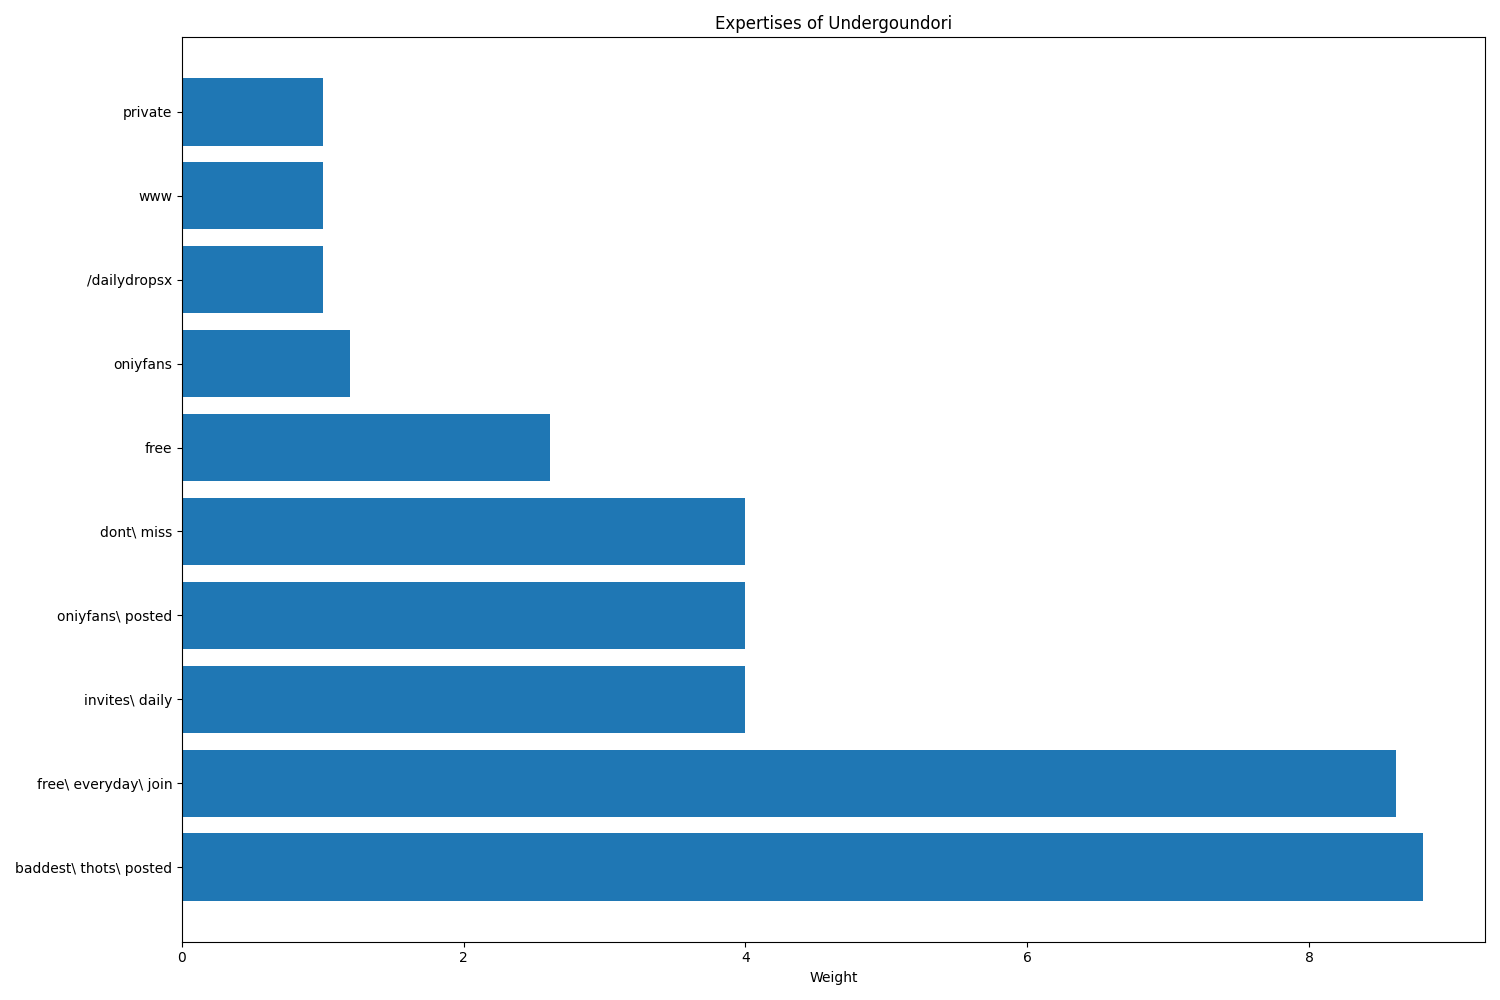 Expertises of Undergoundori
private
www
/dailydropsx
oniyfans
free
dont\ miss
oniyfans\ posted
invites\ daily
free\ everyday\ join
baddest\ thots\ posted
0 2 4 6 8
Weight